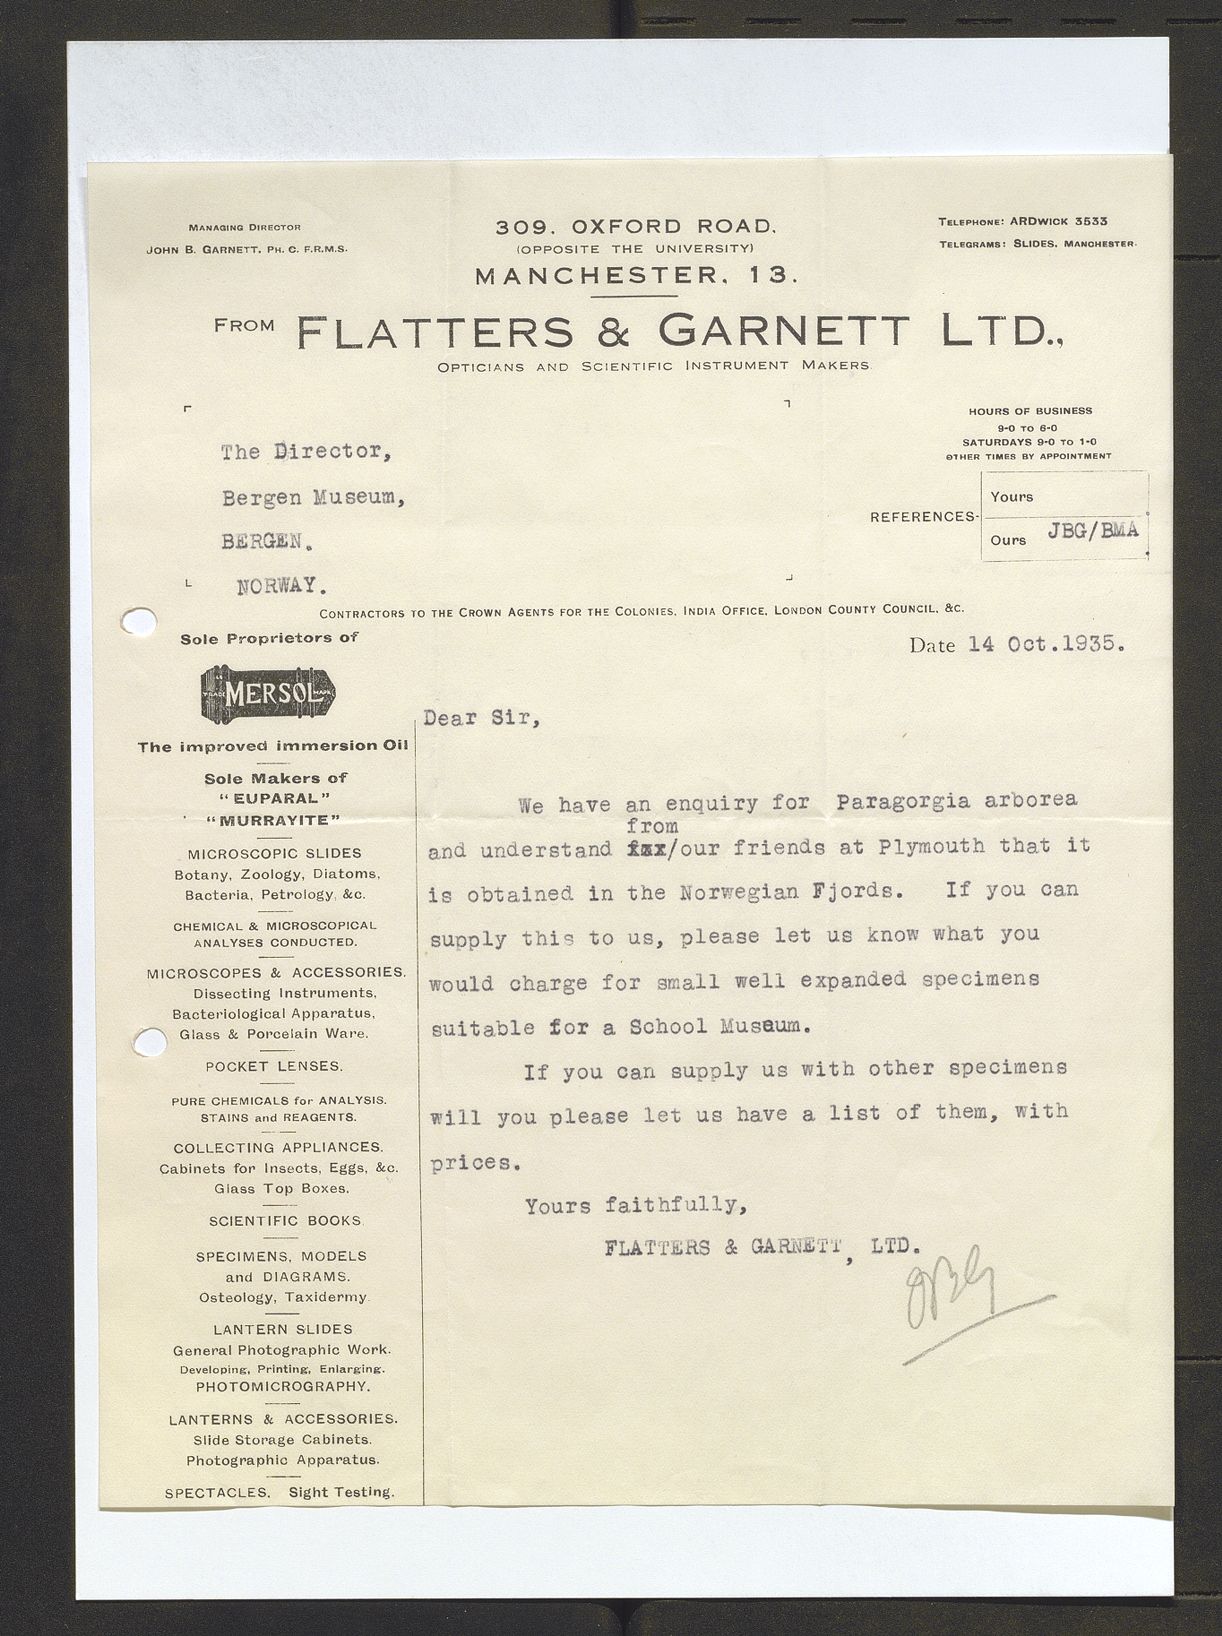 MANAGING DIRECTOR
JOHN B. GARNETT, PH. C. F.R.M.S.
309, OXFORD ROAD,
(OPPOSITE THE UNIVERSITY)
MANCHESTER, 13.
TELEPHONE: ARDWICK 3533
TELEGRAMS: SLIDES, MANCHESTER.
FROM FLATTERS & GARNETT LTD.,
OPTICIANS AND SCIENTIFIC INSTRUMENT MAKERS.
HOURS OF BUSINESS
9-0 TO 6-0
SATURDAYS 9-0 TO 1-0
OTHER TIMES BY APPOINTMENT
The Director,
Bergen Museum,
BERGEN.
NORWAY.
REFERENCES-
Yours
Ours JBG/BMA
CONTRACTORS TO THE CROWN AGENTS FOR THE COLONIES, INDIA OFFICE, LONDON COUNTY COUNCIL, &C.
Date 14 Oct.1935.
Sole Proprietors of
TRADE MERSOL MARK
The improved immersion Oil
Sole Makers of
"EUPARAL"
"MURRAYITE"
MICROSCOPIC SLIDES
Botany, Zoology, Diatoms,
Bacteria, Petrology, &c.
CHEMICAL & MICROSCOPICAL
ANALYSES CONDUCTED.
MICROSCOPES & ACCESSORIES.
Dissecting Instruments,
Bacteriological Apparatus,
Glass & Porcelain Ware.
POCKET LENSES.
PURE CHEMICALS for ANALYSIS.
STAINS and REAGENTS.
COLLECTING APPLIANCES.
Cabinets for Insects, Eggs, &c.
Glass Top Boxes.
SCIENTIFIC BOOKS.
SPECIMENS, MODELS
and DIAGRAMS.
Osteology, Taxidermy.
LANTERN SLIDES
General Photographic Work.
Developing, Printing, Enlarging.
PHOTOMICROGRAPHY.
LANTERNS & ACCESSORIES.
Slide Storage Cabinets.
Photographic Apparatus.
SPECTACLES. Sight Testing.
Dear Sir,
We have an enquiry for Paragorgia arborea
from
and understand /our friends at Plymouth that it
is obtained in the Norwegian Fjords. If you can
supply this to us, please let us know what you
would charge for small well expanded specimens
suitable for a School Museum.
If you can supply us with other specimens
will you please let us have a list of them, with
prices.
Yours faithfully,
FLATTERS & GARNETT, LTD.
JBG